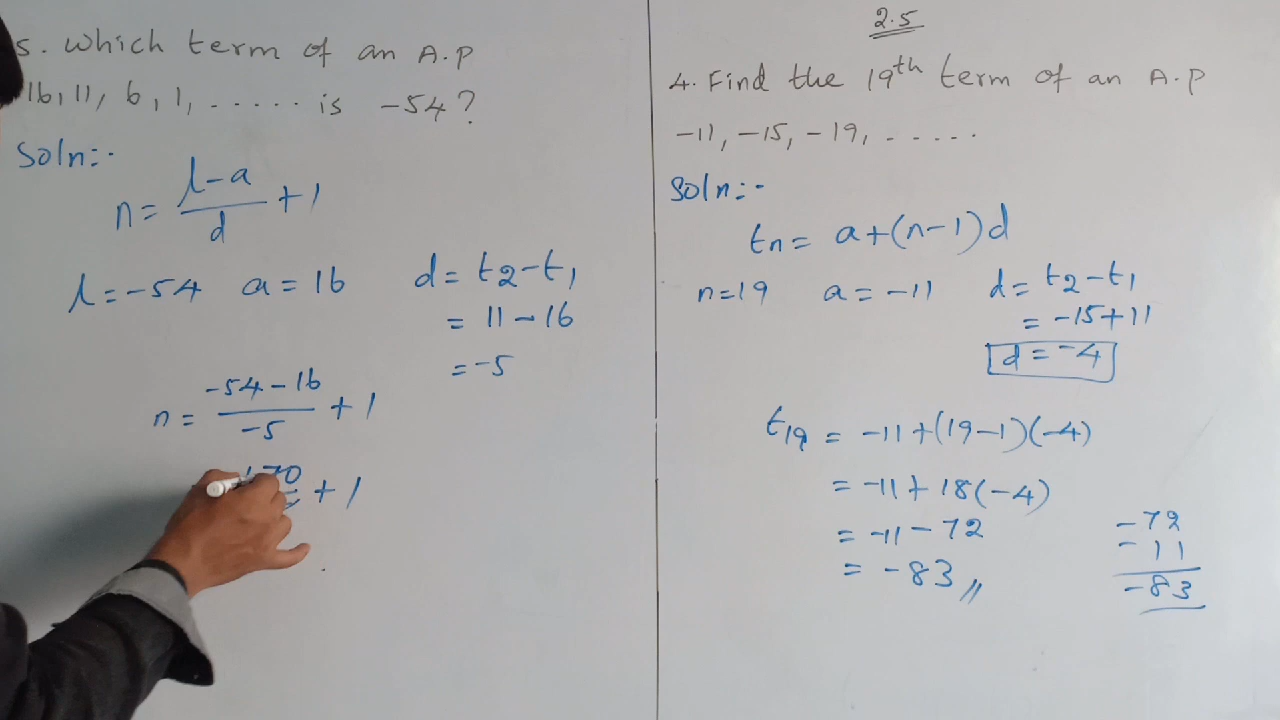 5. Which term of an A.P
16, 11, 6, 1, ...... is -54?
Soln:-
n = l-a/d + 1
l = -54 a = 16 d = t2-t1
= 11-16
= -5
n = -54-16/-5 + 1
70 + 1
2.5
4. Find the 19th term of an A.P
-11, -15, -19, ......
Soln:-
tn = a+(n-1)d
n=19 a = -11 d = t2-t1
= -15+11
d = -4
t19 = -11+(19-1)(-4)
= -11+18(-4)
= -11-72
= -83
-72
-11
-83